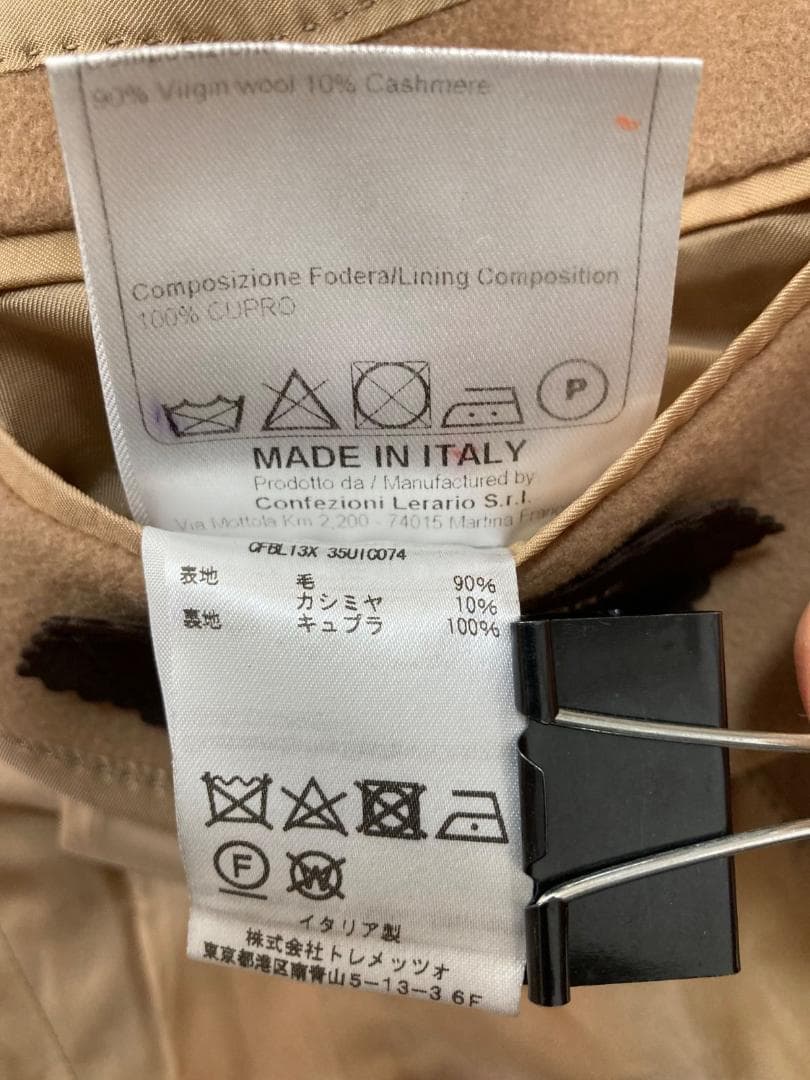 Composizione
90% Virgin wool 10% Cashmere
Composizione Fodera/Lining Composition
100% CUPRO
P
MADE IN ITALY
Prodotto da / Manufactured by
Confezioni Lerario S.r.l.
Via Mottola Km 2,200 - 74015 Martina Fran
CFBL13X 35UIC074
表地 毛 90%
カシミヤ 10%
裏地 キュプラ 100%
F W
イタリア製
株式会社トレメッツォ
東京都港区南青山5-13-3 6F